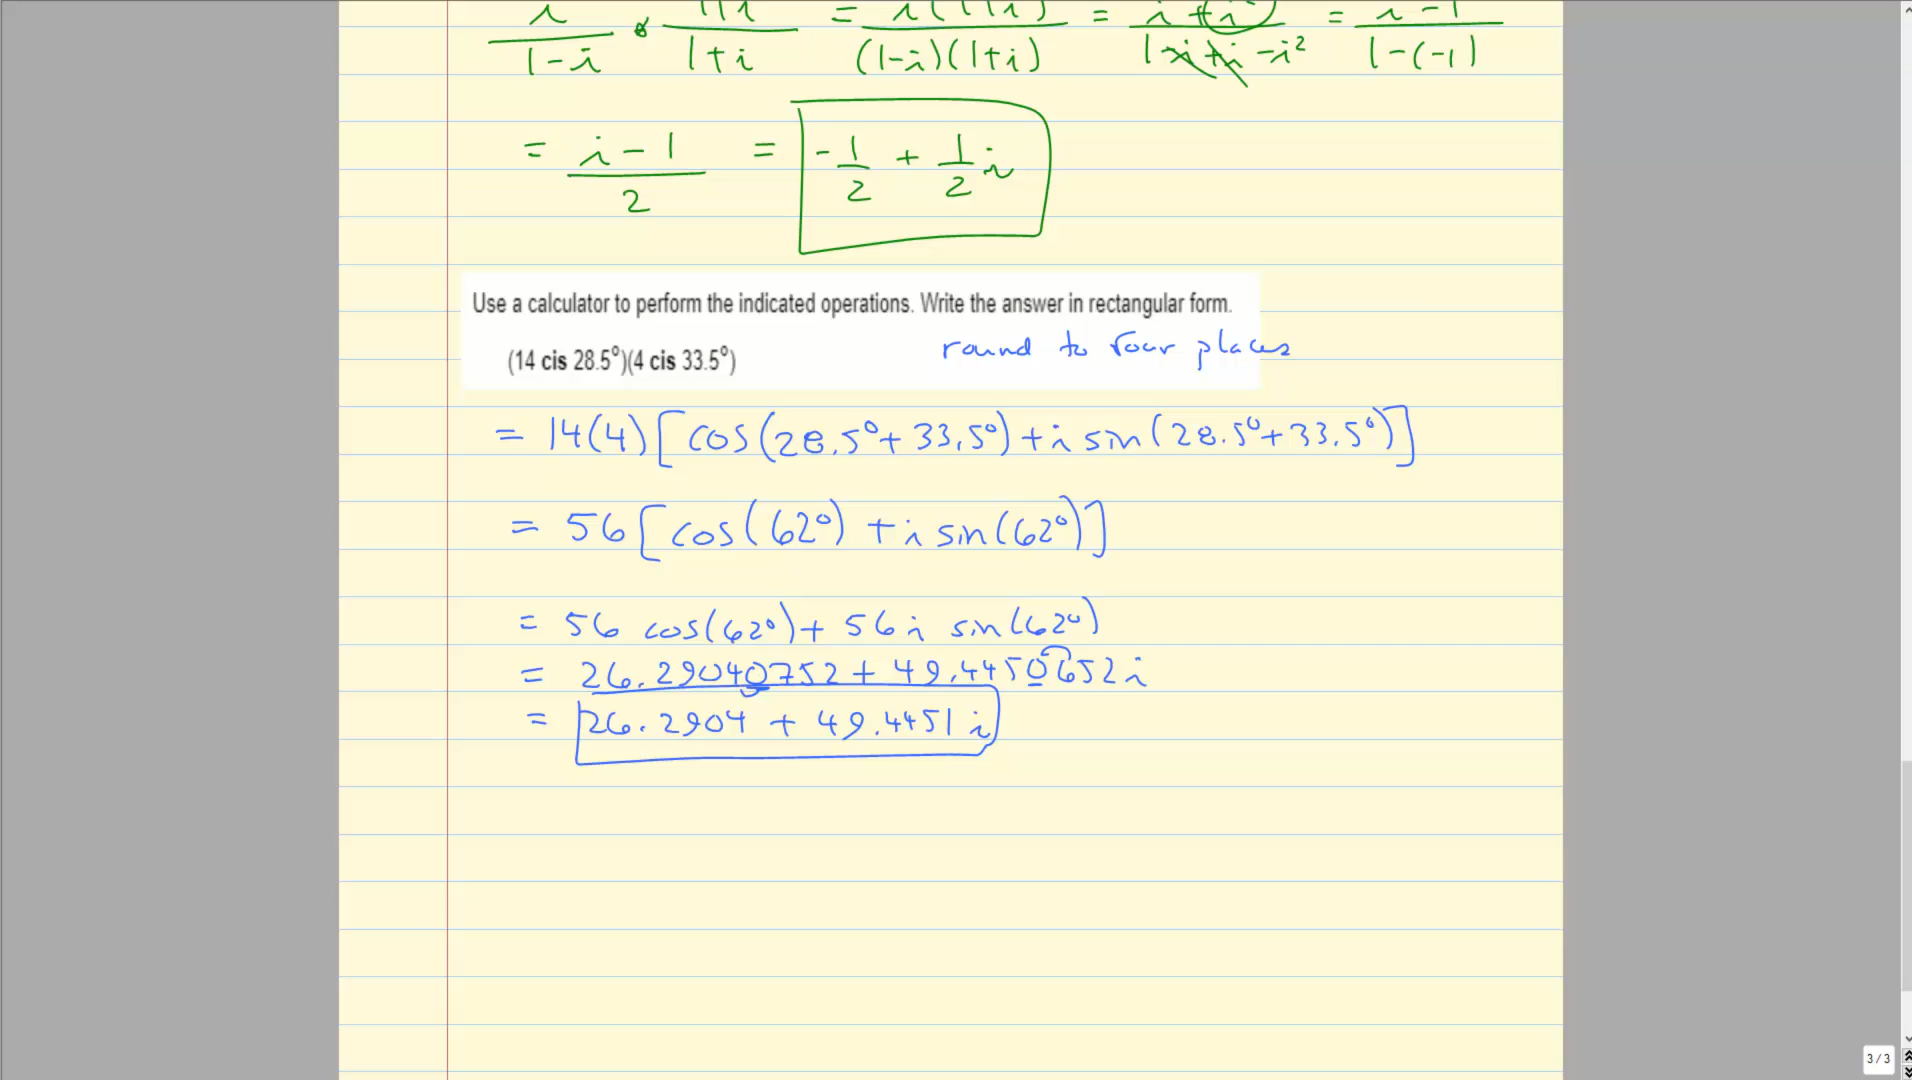 i/(1-i) · (1+i)/(1+i) = i(1+i)/((1-i)(1+i)) = (i+i²)/(1-i+i-i²) = (i-1)/(1-(-1))
= (i-1)/2 = -1/2 + 1/2 i
Use a calculator to perform the indicated operations. Write the answer in rectangular form.
(14 cis 28.5°)(4 cis 33.5°) round to four places
= 14(4)[cos(28.5°+33.5°)+i sin(28.5°+33.5°)]
= 56[cos(62°) + i sin(62°)]
= 56 cos(62°)+ 56i sin(62°)
= 26.29040752 + 49.4450652i
= 26.2904 + 49.4451 i
3/3